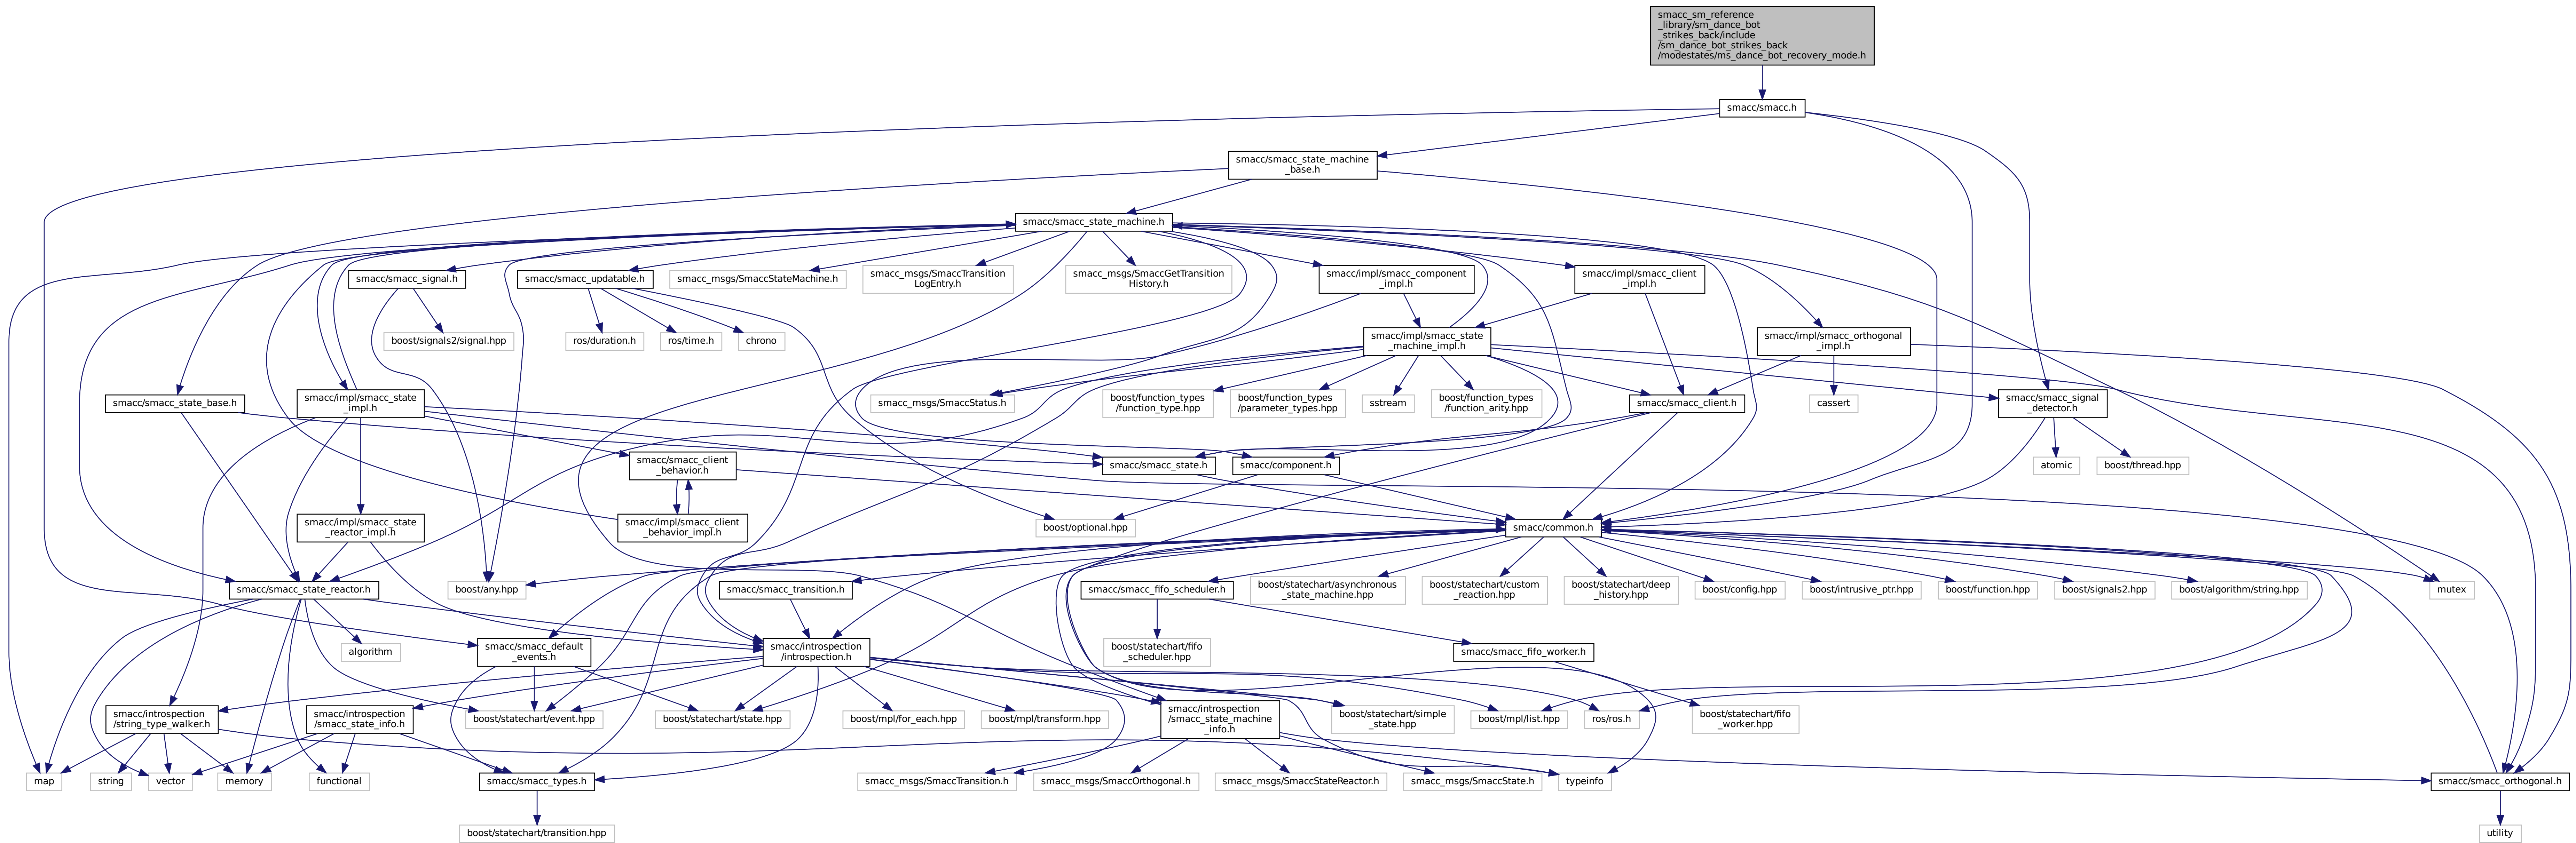 smacc_sm_reference
_library/sm_dance_bot
_strikes_back/include
/sm_dance_bot_strikes_back
/modestates/ms_dance_bot_recovery_mode.h
smacc/smacc.h
smacc/smacc_state_machine
_base.h
smacc/smacc_state_machine.h
smacc/smacc_signal.h
smacc/smacc_updatable.h
smacc_msgs/SmaccStateMachine.h
smacc_msgs/SmaccTransition
LogEntry.h
smacc_msgs/SmaccGetTransition
History.h
smacc/impl/smacc_component
_impl.h
smacc/impl/smacc_client
_impl.h
boost/signals2/signal.hpp
ros/duration.h
ros/time.h
chrono
smacc/impl/smacc_state
_machine_impl.h
smacc/impl/smacc_orthogonal
_impl.h
smacc/smacc_state_base.h
smacc/impl/smacc_state
_impl.h
smacc_msgs/SmaccStatus.h
boost/function_types
/function_type.hpp
boost/function_types
/parameter_types.hpp
sstream
boost/function_types
/function_arity.hpp
smacc/smacc_client.h
cassert
smacc/smacc_signal
_detector.h
smacc/smacc_client
_behavior.h
smacc/smacc_state.h
smacc/component.h
atomic
boost/thread.hpp
smacc/impl/smacc_state
_reactor_impl.h
smacc/impl/smacc_client
_behavior_impl.h
boost/optional.hpp
smacc/common.h
smacc/smacc_state_reactor.h
boost/any.hpp
smacc/smacc_transition.h
smacc/smacc_fifo_scheduler.h
boost/statechart/asynchronous
_state_machine.hpp
boost/statechart/custom
_reaction.hpp
boost/statechart/deep
_history.hpp
boost/config.hpp
boost/intrusive_ptr.hpp
boost/function.hpp
boost/signals2.hpp
boost/algorithm/string.hpp
mutex
algorithm
smacc/smacc_default
_events.h
smacc/introspection
/introspection.h
boost/statechart/fifo
_scheduler.hpp
smacc/smacc_fifo_worker.h
smacc/introspection
/string_type_walker.h
smacc/introspection
/smacc_state_info.h
boost/statechart/event.hpp
boost/statechart/state.hpp
boost/mpl/for_each.hpp
boost/mpl/transform.hpp
smacc/introspection
/smacc_state_machine
_info.h
boost/statechart/simple
_state.hpp
boost/mpl/list.hpp
ros/ros.h
boost/statechart/fifo
_worker.hpp
map
string
vector
memory
functional
smacc/smacc_types.h
smacc_msgs/SmaccTransition.h
smacc_msgs/SmaccOrthogonal.h
smacc_msgs/SmaccStateReactor.h
smacc_msgs/SmaccState.h
typeinfo
smacc/smacc_orthogonal.h
boost/statechart/transition.hpp
utility